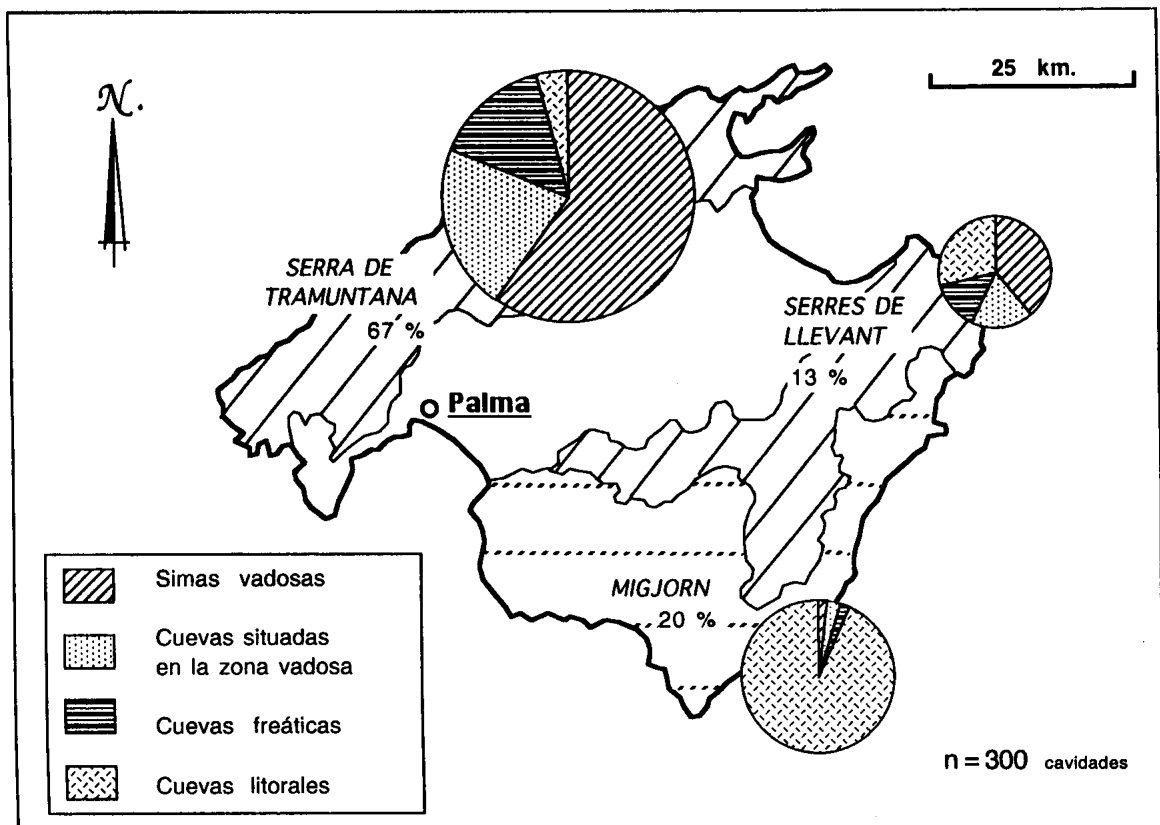 N.
25 km.
SERRA DE
TRAMUNTANA
67 %
SERRES DE
LLEVANT
13 %
Palma
MIGJORN
20 %
Simas vadosas
Cuevas situadas
en la zona vadosa
Cuevas freáticas
Cuevas litorales
n = 300 cavidades